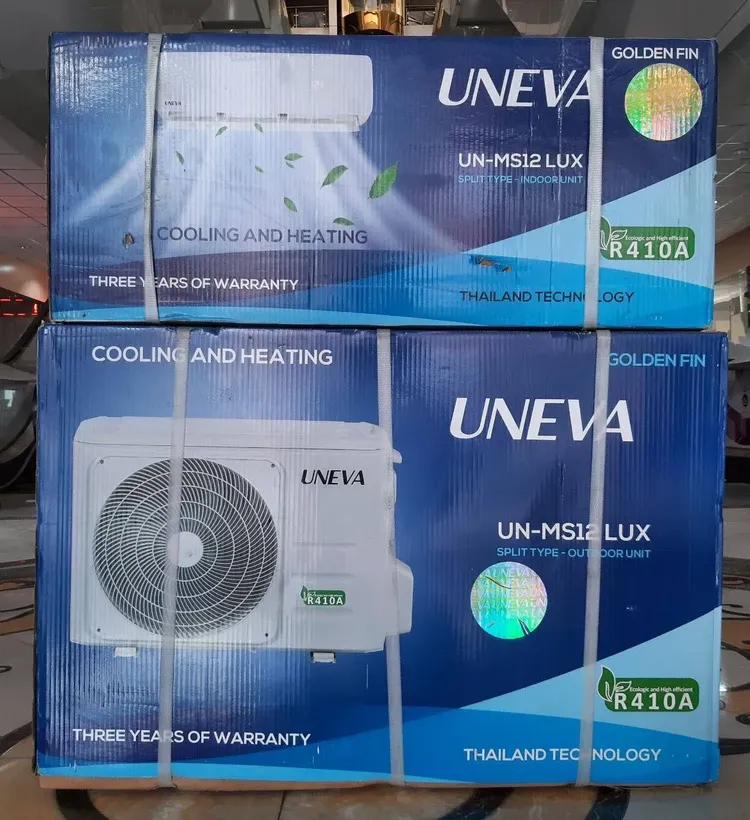 GOLDEN FIN
UNEVA
UNEVA
UN-MS12 LUX
SPLIT TYPE - INDOOR UNIT
COOLING AND HEATING
Ecologic and High efficient
R410A
THREE YEARS OF WARRANTY
THAILAND TECHNOLOGY
COOLING AND HEATING
GOLDEN FIN
UNEVA
UNEVA
UN-MS12 LUX
SPLIT TYPE - OUTDOOR UNIT
UNEVA
R410A
Ecologic and High efficient
R410A
THREE YEARS OF WARRANTY
THAILAND TECHNOLOGY